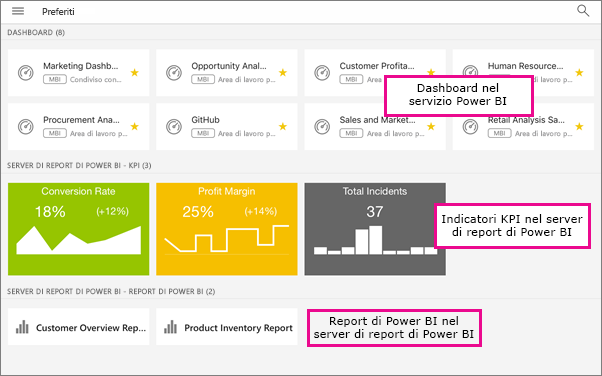 Preferiti
DASHBOARD (8)
Marketing Dashb...
MBI Condiviso con...
Opportunity Anal...
MBI Area di lavoro p...
Customer Profita...
MBI Area di lavoro p...
Human Resource...
MBI
Dashboard nel
servizio Power BI
Procurement Ana...
MBI Area di lavoro p...
GitHub
MBI Area di lavoro p...
Sales and Market...
MBI Area di lavoro p...
Retail Analysis Sa...
MBI Area di lavoro p...
SERVER DI REPORT DI POWER BI - KPI (3)
Conversion Rate
18% (+12%)
Profit Margin
25% (+14%)
Total Incidents
37
Indicatori KPI nel server
di report di Power BI
SERVER DI REPORT DI POWER BI - REPORT DI POWER BI (2)
Customer Overview Rep...
Product Inventory Report
Report di Power BI nel
server di report di Power BI